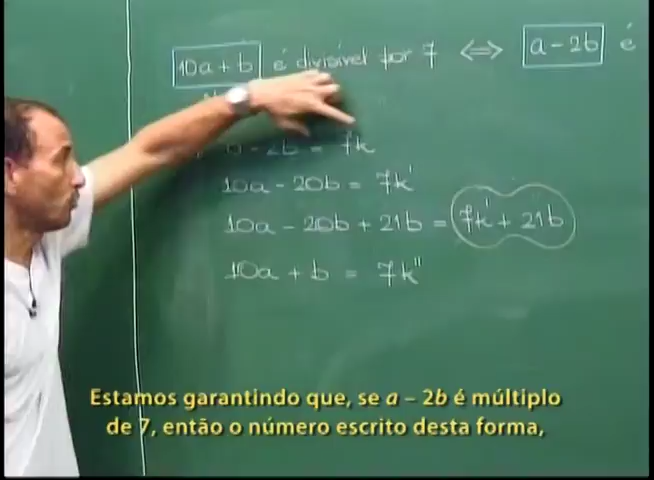 10a + b é divisível por 7 ⟺ a - 2b é
- 2b = 7k
10a - 20b = 7k'
10a - 20b + 21b = 7k' + 21b
10a + b = 7k''
Estamos garantindo que, se a – 2b é múltiplo
de 7, então o número escrito desta forma,